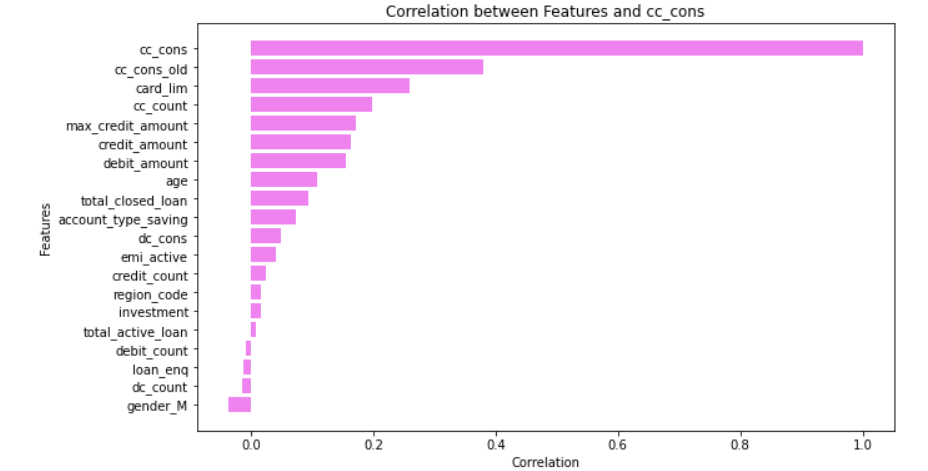 Correlation between Features and cc_cons
cc_cons
cc_cons_old
card_lim
cc_count
max_credit_amount
credit_amount
debit_amount
age
total_closed_loan
account_type_saving
dc_cons
emi_active
credit_count
region_code
investment
total_active_loan
debit_count
loan_enq
dc_count
gender_M
Features
0.0 0.2 0.4 0.6 0.8 1.0
Correlation